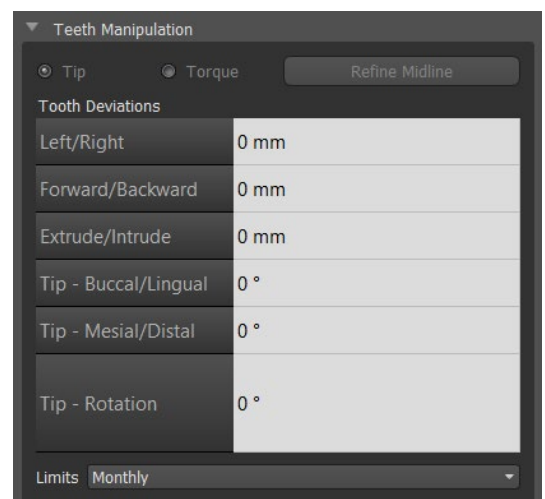 Teeth Manipulation
Tip Torque Refine Midline
Tooth Deviations
Left/Right 0 mm
Forward/Backward 0 mm
Extrude/Intrude 0 mm
Tip - Buccal/Lingual 0 °
Tip - Mesial/Distal 0 °
Tip - Rotation 0 °
Limits Monthly